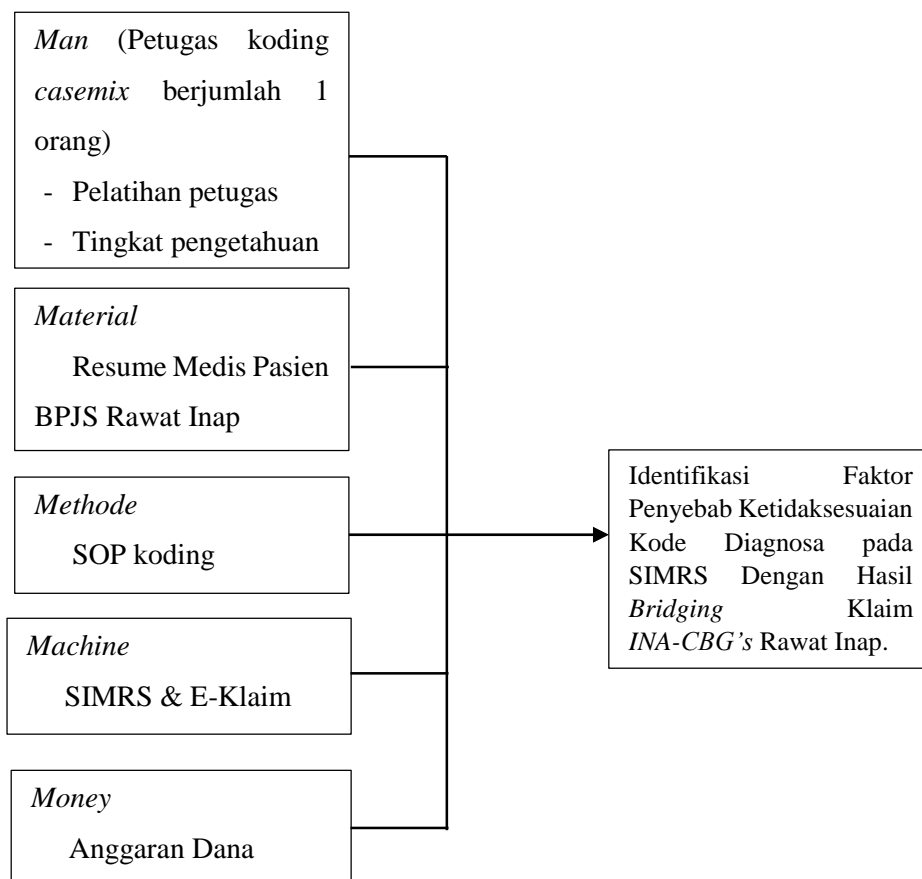 Man (Petugas koding
casemix berjumlah 1
orang)
- Pelatihan petugas
- Tingkat pengetahuan
Material
Resume Medis Pasien
BPJS Rawat Inap
Methode
SOP koding
Machine
SIMRS & E-Klaim
Money
Anggaran Dana
Identifikasi Faktor
Penyebab Ketidaksesuaian
Kode Diagnosa pada
SIMRS Dengan Hasil
Bridging Klaim
INA-CBG's Rawat Inap.